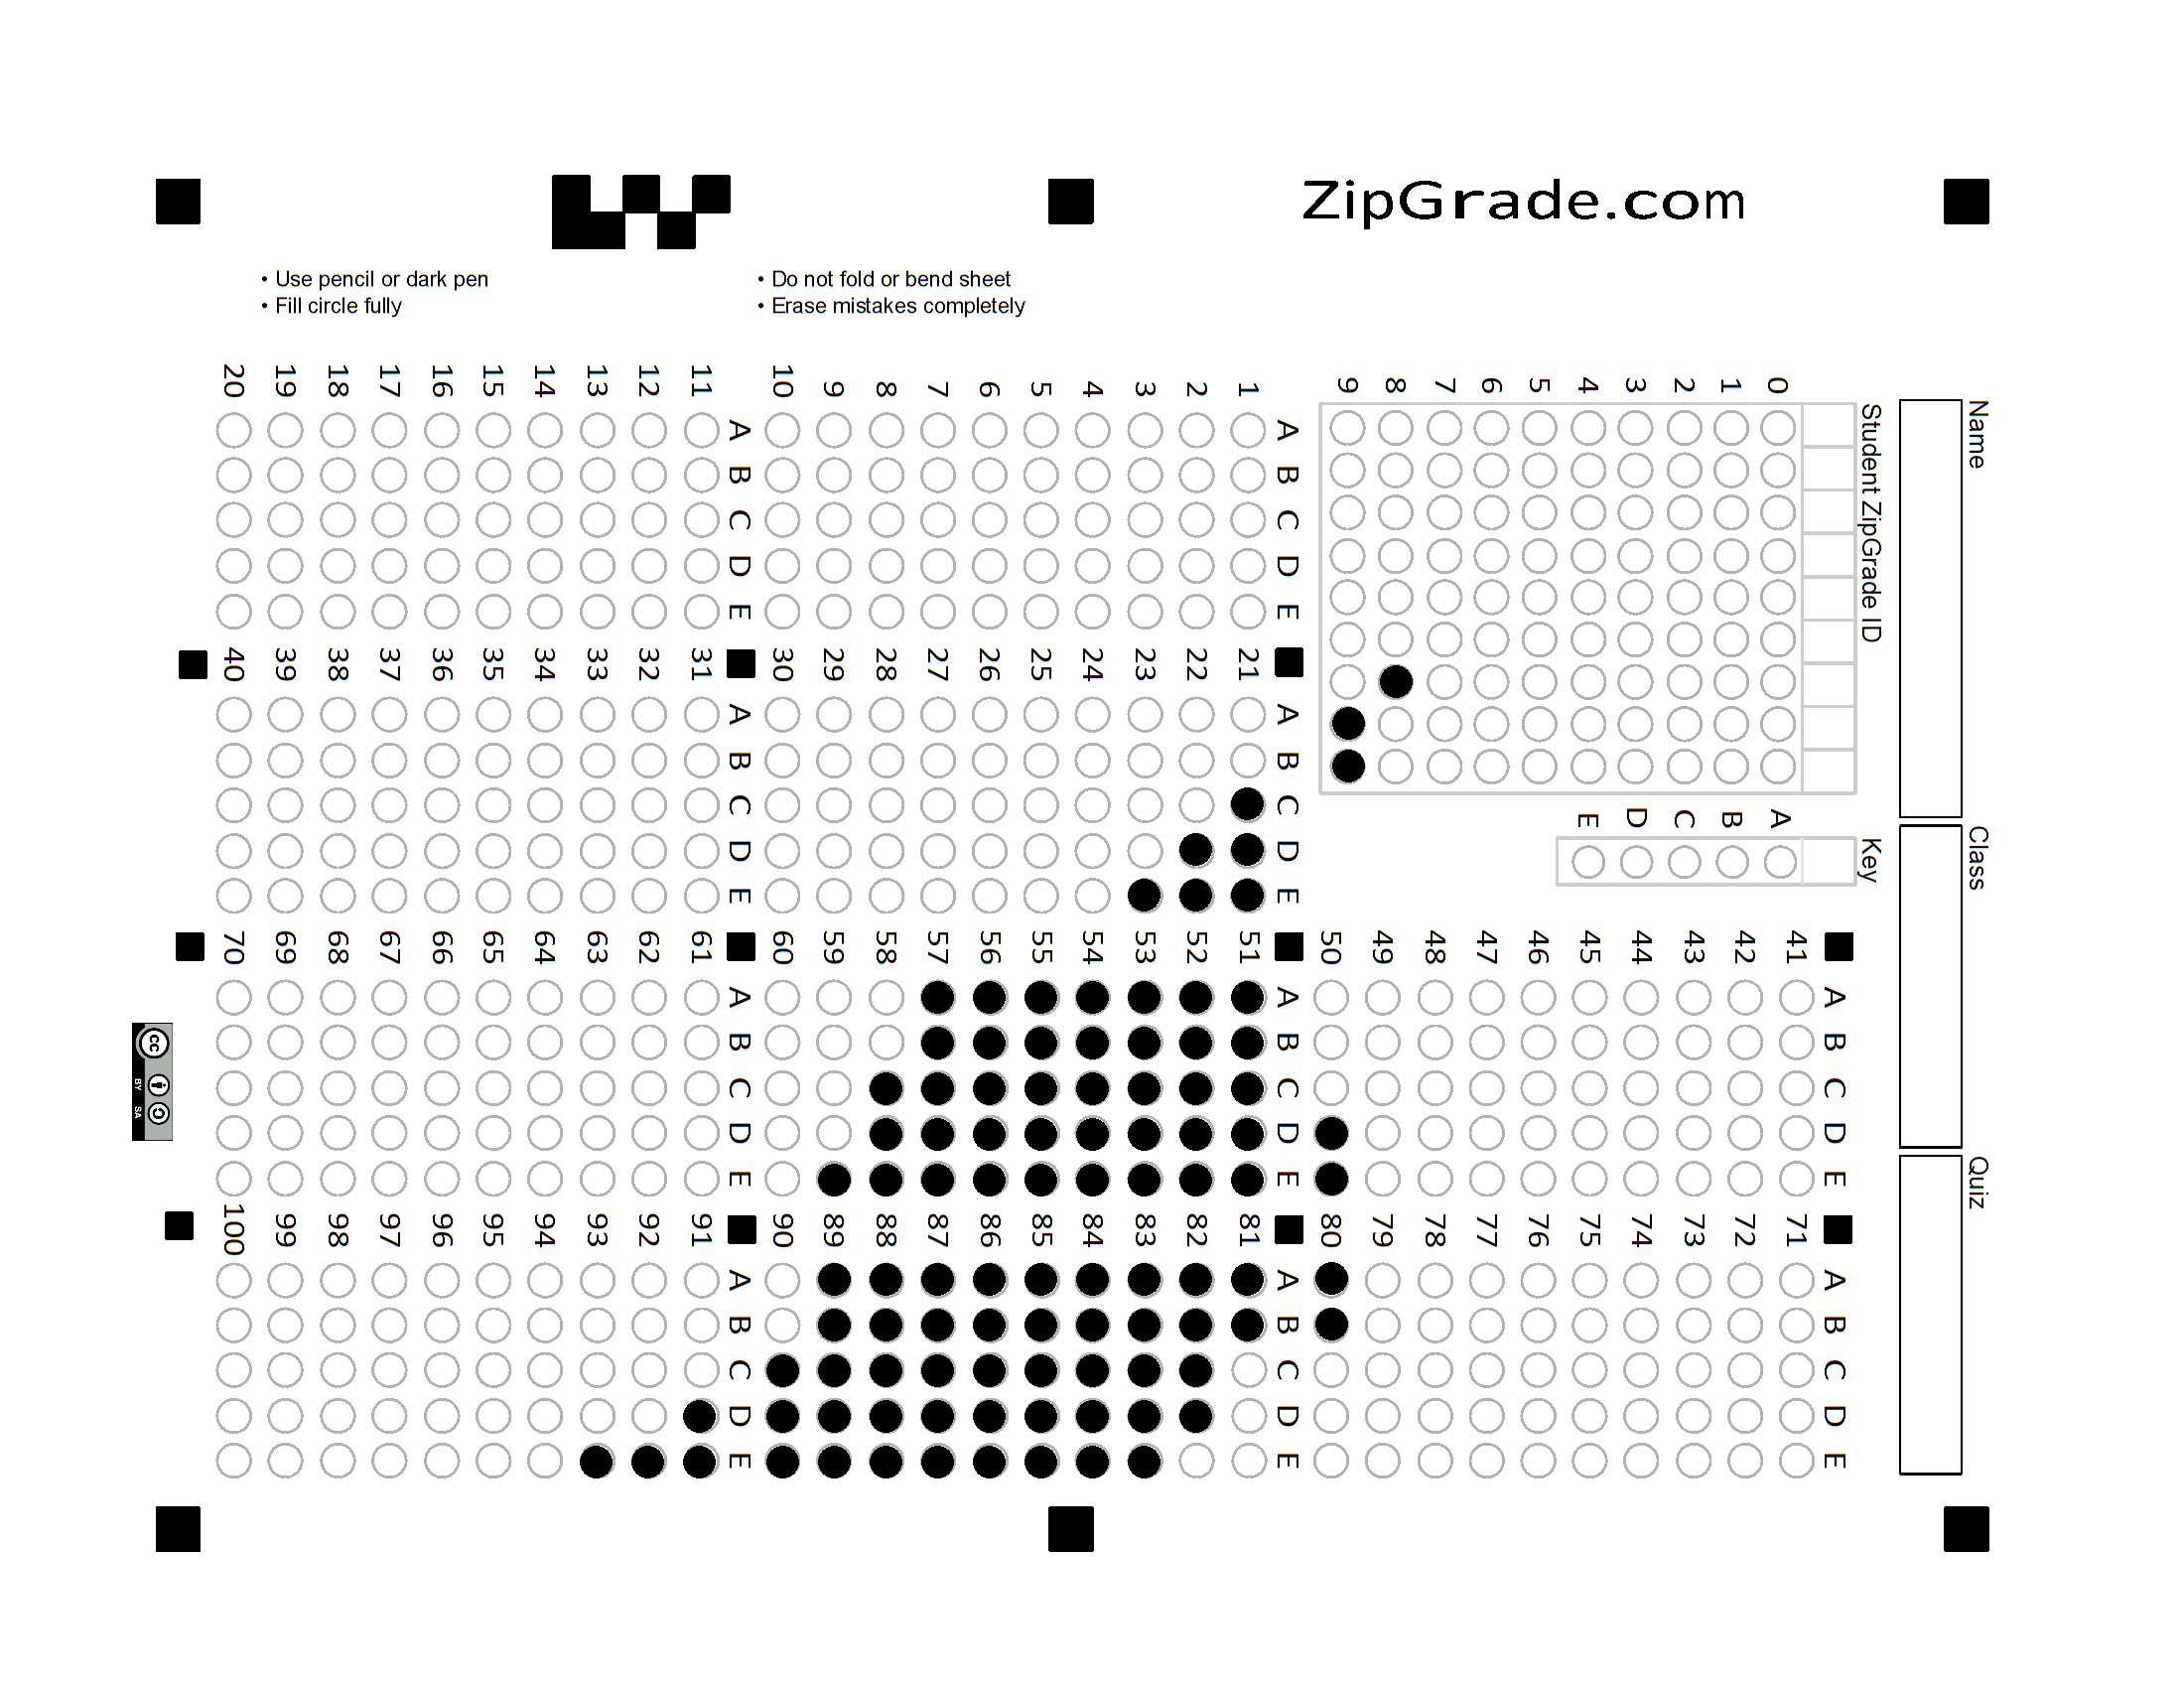 ZipGrade.com
• Use pencil or dark pen
• Fill circle fully
• Do not fold or bend sheet
• Erase mistakes completely
Name
Class
Quiz
Student ZipGrade ID
0 1 2 3 4 5 6 7 8 9
Key
A B C D E
1 2 3 4 5 6 7 8 9 10
A B C D E
11 12 13 14 15 16 17 18 19 20
A B C D E
21 22 23 24 25 26 27 28 29 30
A B C D E
31 32 33 34 35 36 37 38 39 40
A B C D E
41 42 43 44 45 46 47 48 49 50
A B C D E
51 52 53 54 55 56 57 58 59 60
A B C D E
61 62 63 64 65 66 67 68 69 70
A B C D E
71 72 73 74 75 76 77 78 79 80
A B C D E
81 82 83 84 85 86 87 88 89 90
A B C D E
91 92 93 94 95 96 97 98 99 100
A B C D E
cc
BY SA